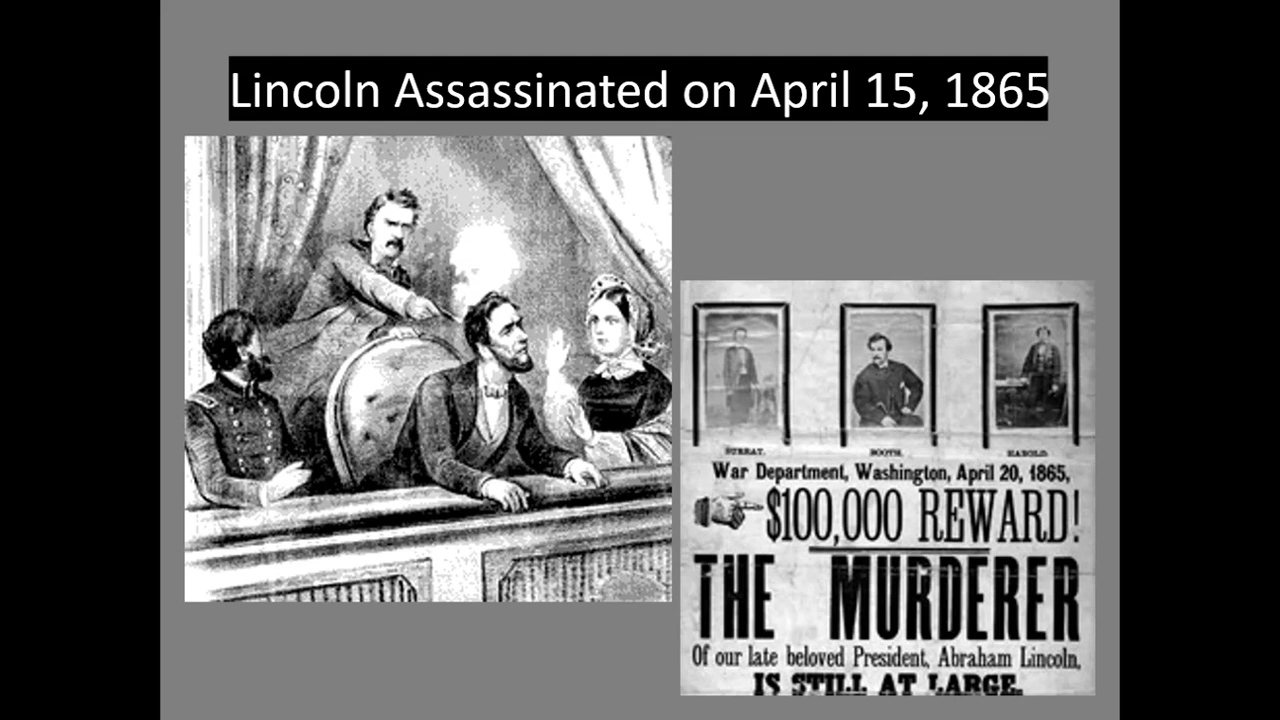 Lincoln Assassinated on April 15, 1865
SURRAT. BOOTH. HAROLD.
War Department, Washington, April 20, 1865,
$100,000 REWARD!
THE MURDERER
Of our late beloved President, Abraham Lincoln,
IS STILL AT LARGE.